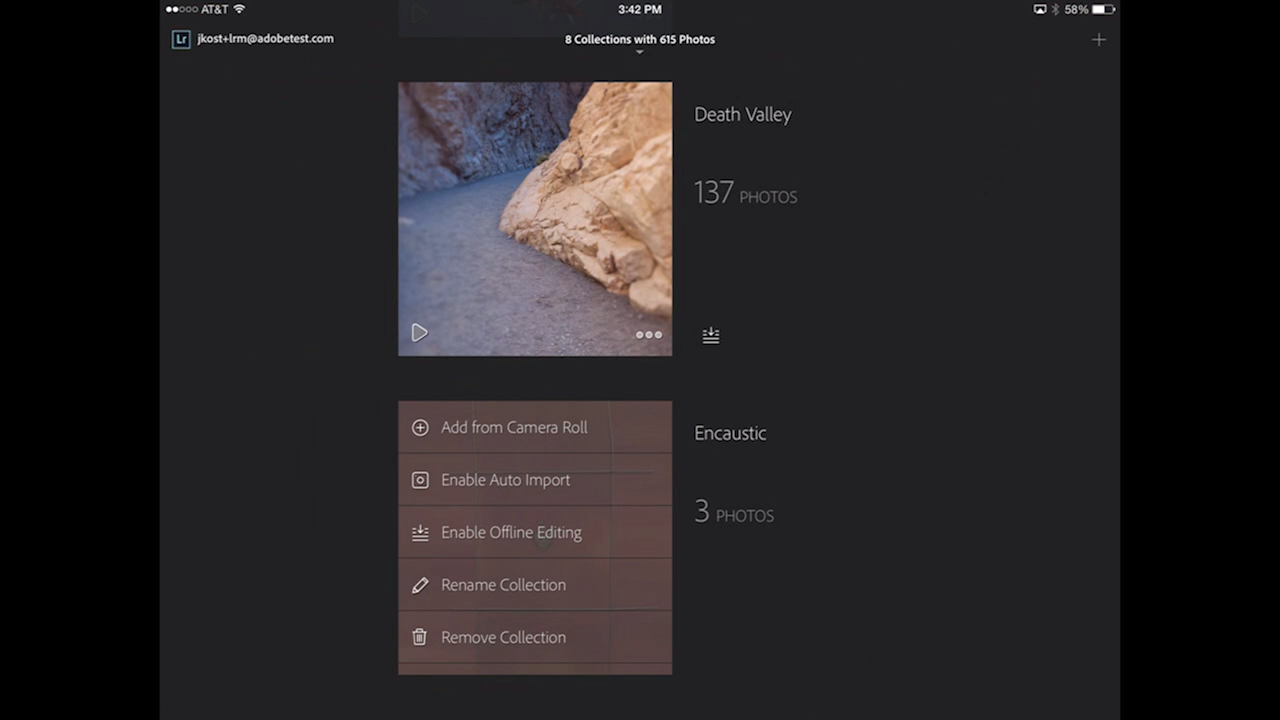 AT&T
3:42 PM
58%
Lr jkost+lrm@adobetest.com
8 Collections with 615 Photos
Death Valley
137 PHOTOS
Add from Camera Roll
Enable Auto Import
Enable Offline Editing
Rename Collection
Remove Collection
Encaustic
3 PHOTOS